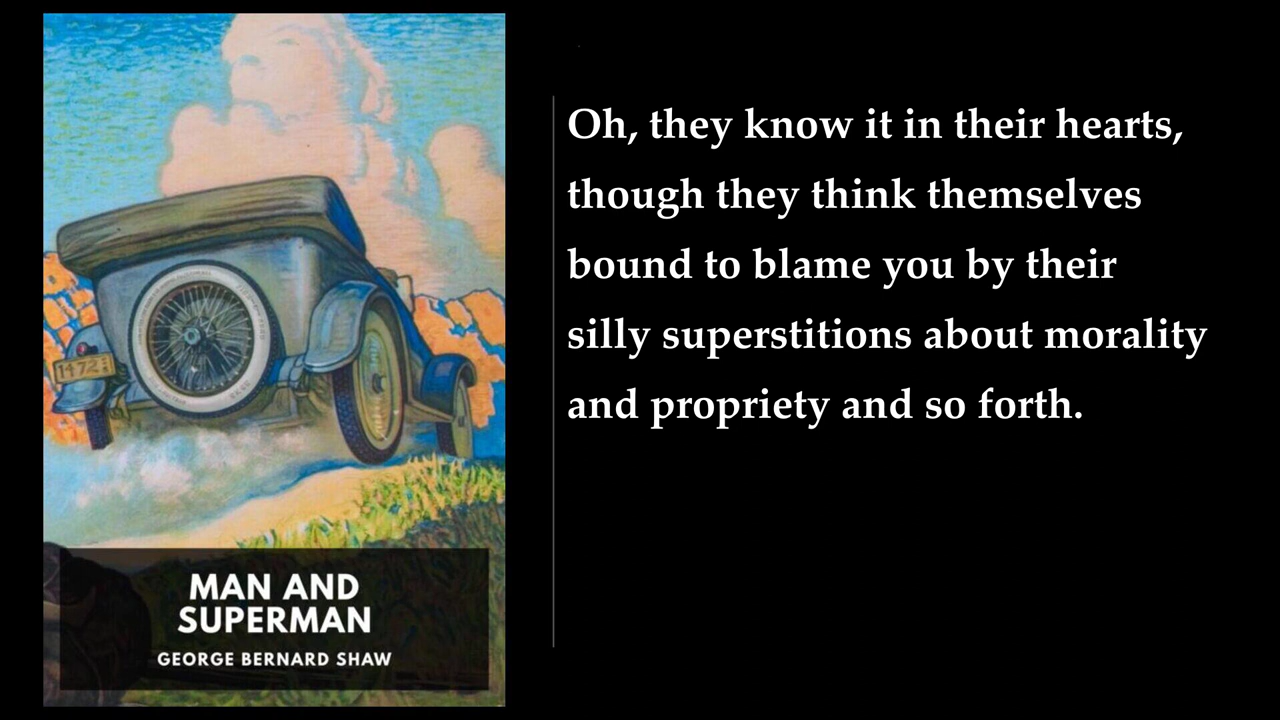 Oh, they know it in their hearts,
though they think themselves
bound to blame you by their
silly superstitions about morality
and propriety and so forth.
1472
MAN AND
SUPERMAN
GEORGE BERNARD SHAW